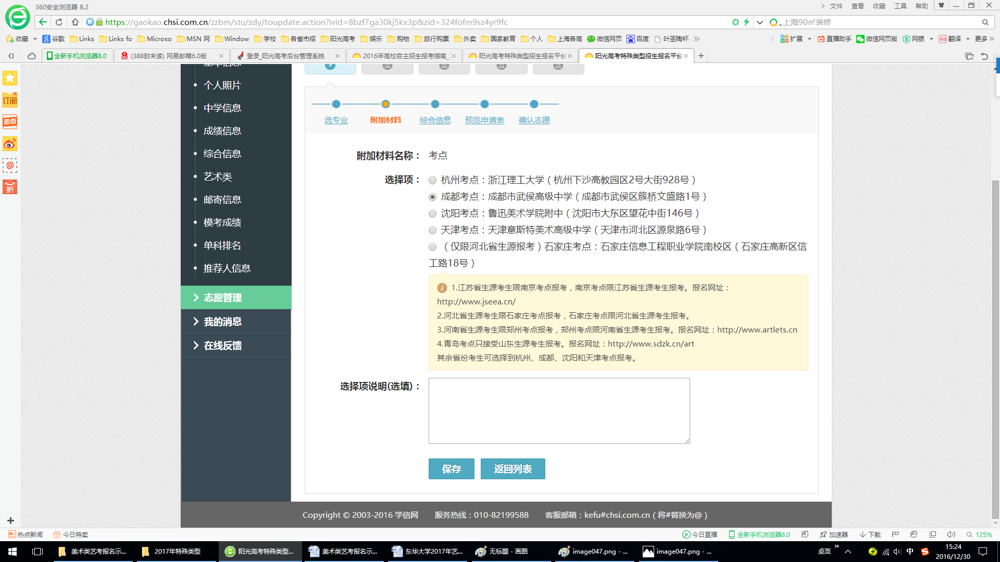 360安全浏览器 8.2
文件 查看 收藏 工具 帮助
https://gaokao.chsi.com.cn/zzbm/stu/zdy/toupdate.action?ivid=8bzf7ga30kj5kx3p&zid=324fofm9sz4yr9fc
上海90㎡装修
收藏 谷歌 Links Links fo Microso MSN 网 Window 学校 各省市招 阳光高考 娱乐 购物 旅行购票 外卖 国家教育 个人 上海各高 微信网页 百度 叶圣陶杯 扩展 直播助手 微信网页版 网银 翻译 更多
全新手机浏览器8.0 (388封未读) 网易邮箱6.0版 登录_阳光高考后台管理系统 2016年高校自主招生报考指南_ 阳光高考特殊类型招生报名平台 阳光高考特殊类型招生报名平台
订阅
热点
折
基本信息
个人照片
中学信息
成绩信息
综合信息
艺术类
邮寄信息
模考成绩
单科排名
推荐人信息
志愿管理
我的消息
在线反馈
选专业 附加材料 综合信息 预览申请表 确认志愿
附加材料名称： 考点
选择项： 杭州考点：浙江理工大学（杭州下沙高教园区2号大街928号）
成都考点：成都市武侯高级中学（成都市武侯区簇桥文盛路1号）
沈阳考点：鲁迅美术学院附中（沈阳市大东区望花中街146号）
天津考点：天津意斯特美术高级中学（天津市河北区源泉路6号）
（仅限河北省生源报考）石家庄考点：石家庄信息工程职业学院南校区（石家庄高新区信
工路18号）
1.江苏省生源考生限南京考点报考，南京考点限江苏省生源考生报考。报名网址：
http://www.jseea.cn/
2.河北省生源考生限石家庄考点报考，石家庄考点限河北省生源考生报考。
3.河南省生源考生限郑州考点报考，郑州考点限河南省生源考生报考。报名网址：http://www.artlets.cn
4.青岛考点只接受山东生源考生报考。报名网址：http://www.sdzk.cn/art
其余省份考生可选择到杭州、成都、沈阳和天津考点报考。
选择项说明(选填)：
保存 返回列表
Copyright © 2003-2016 学信网 服务热线：010-82199588 客服邮箱：kefu#chsi.com.cn（将#替换为@）
热点新闻 今日特卖 今日直播 全新手机浏览器8.0 加速器 下载 125%
美术类艺考报名示... 2017年特殊类型 阳光高考特殊类型... 美术类艺考报名示... 东华大学2017年艺... 无标题 - 画图 image047.png - ... image047.png - ... 桌面 中 15:24
2016/12/30